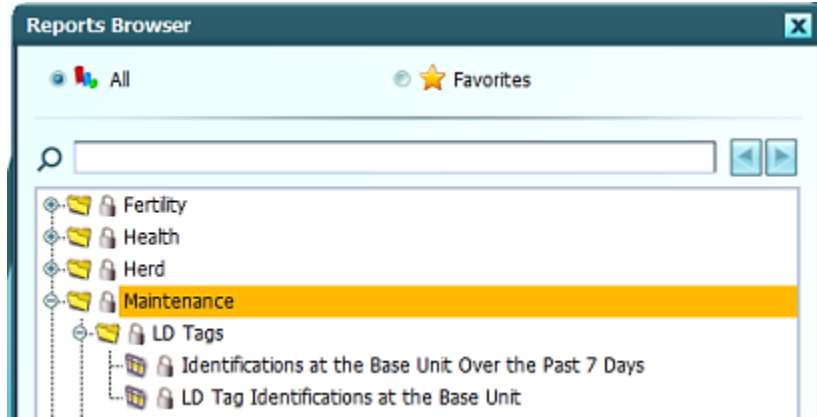 Reports Browser
All
Favorites
Fertility
Health
Herd
Maintenance
LD Tags
Identifications at the Base Unit Over the Past 7 Days
LD Tag Identifications at the Base Unit